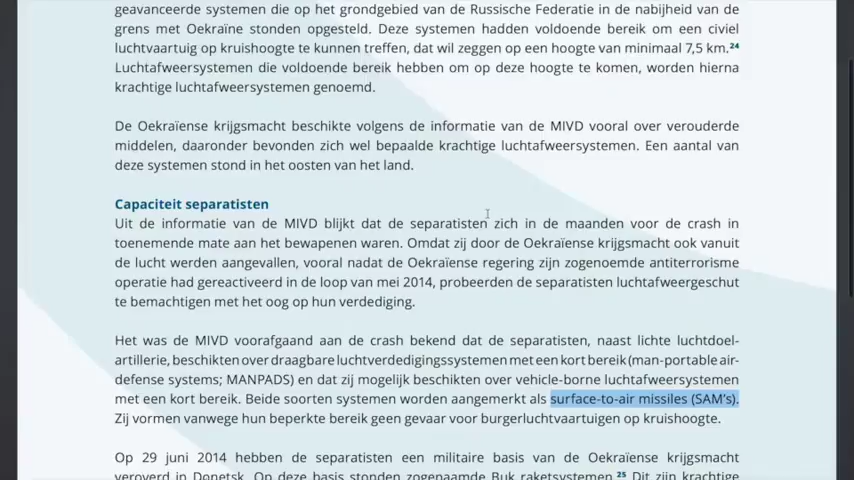 geavanceerde systemen die op het grondgebied van de Russische Federatie in de nabijheid van de
grens met Oekraïne stonden opgesteld. Deze systemen hadden voldoende bereik om een civiel
luchtvaartuig op kruishoogte te kunnen treffen, dat wil zeggen op een hoogte van minimaal 7,5 km.²⁴
Luchtafweersystemen die voldoende bereik hebben om op deze hoogte te komen, worden hierna
krachtige luchtafweersystemen genoemd.
De Oekraïense krijgsmacht beschikte volgens de informatie van de MIVD vooral over verouderde
middelen, daaronder bevonden zich wel bepaalde krachtige luchtafweersystemen. Een aantal van
deze systemen stond in het oosten van het land.
Capaciteit separatisten
Uit de informatie van de MIVD blijkt dat de separatisten zich in de maanden voor de crash in
toenemende mate aan het bewapenen waren. Omdat zij door de Oekraïense krijgsmacht ook vanuit
de lucht werden aangevallen, vooral nadat de Oekraïense regering zijn zogenoemde antiterrorisme
operatie had gereactiveerd in de loop van mei 2014, probeerden de separatisten luchtafweergeschut
te bemachtigen met het oog op hun verdediging.
Het was de MIVD voorafgaand aan de crash bekend dat de separatisten, naast lichte luchtdoel-
artillerie, beschikten over draagbare luchtverdedigingssystemen met een kort bereik (man-portable air-
defense systems; MANPADS) en dat zij mogelijk beschikten over vehicle-borne luchtafweersystemen
met een kort bereik. Beide soorten systemen worden aangemerkt als surface-to-air missiles (SAM's).
Zij vormen vanwege hun beperkte bereik geen gevaar voor burgerluchtvaartuigen op kruishoogte.
Op 29 juni 2014 hebben de separatisten een militaire basis van de Oekraïense krijgsmacht
veroverd in Donetsk. Op deze basis stonden zogenaamde Buk raketsystemen.²⁵ Dit zijn krachtige